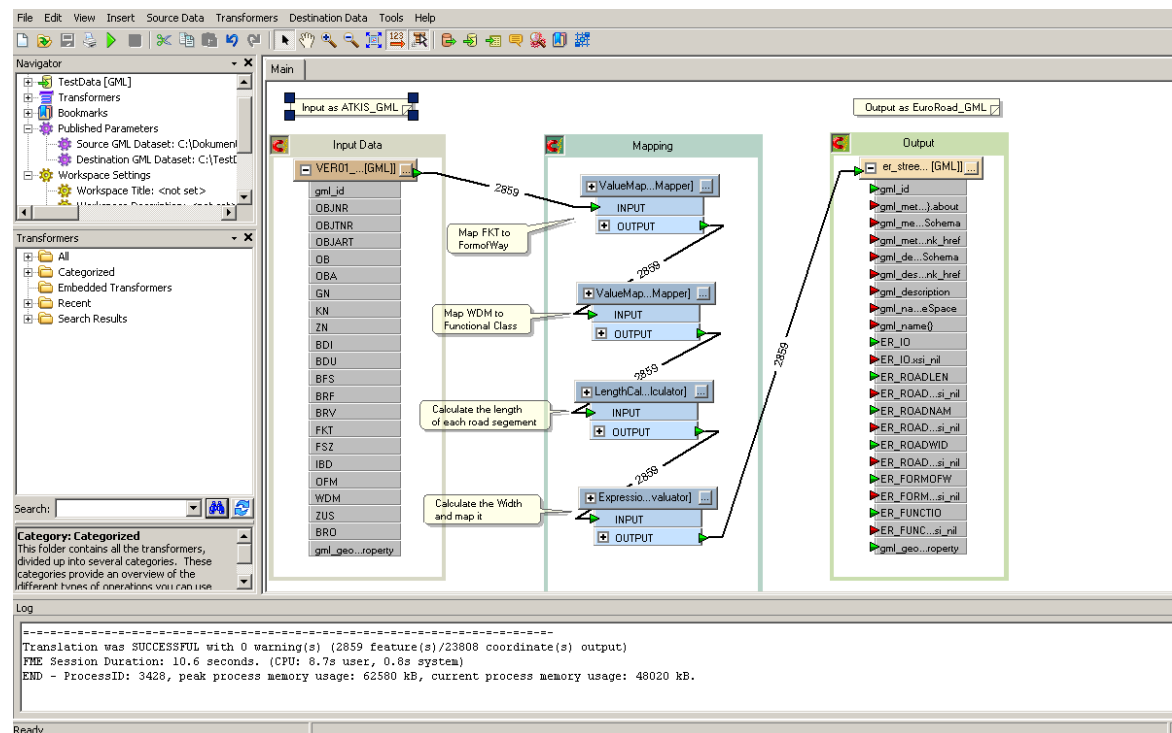 File Edit View Insert Source Data Transformers Destination Data Tools Help
Navigator
TestData [GML]
Transformers
Bookmarks
Published Parameters
Source GML Dataset: C:\Dokument
Destination GML Dataset: C:\TestD
Workspace Settings
Workspace Title: <not set>
Transformers
All
Categorized
Embedded Transformers
Recent
Search Results
Search:
Category: Categorized
This folder contains all the transformers,
divided up into several categories. These
categories provide an overview of the
different types of operations you can use
Main
Input as ATKIS_GML
Input Data
VER01_...[GML]] ...
gml_id
OBJNR
OBJTNR
OBJART
OB
OBA
GN
KN
ZN
BDI
BDU
BFS
BRF
BRV
FKT
FSZ
IBD
OFM
WDM
ZUS
BRO
gml_geo...roperty
2859
Mapping
ValueMap...Mapper] ...
INPUT
OUTPUT
Map FKT to
FormofWay
2859
ValueMap...Mapper] ...
INPUT
OUTPUT
Map WDM to
Functional Class
2859
LengthCal...lculator] ...
INPUT
OUTPUT
Calculate the length
of each road segement
2859
Expressio...valuator] ...
INPUT
OUTPUT
Calculate the Width
and map it
2859
Output as EuroRoad_GML
Output
er_stree... [GML]] ...
gml_id
gml_met...}.about
gml_me...Schema
gml_met...nk_href
gml_de...Schema
gml_des...nk_href
gml_description
gml_na...eSpace
gml_name{}
ER_IO
ER_IO.xsi_nil
ER_ROADLEN
ER_ROAD...si_nil
ER_ROADNAM
ER_ROAD...si_nil
ER_ROADWID
ER_ROAD...si_nil
ER_FORMOFW
ER_FORM...si_nil
ER_FUNCTIO
ER_FUNC...si_nil
gml_geo...roperty
Log
=-=-=-=-=-=-=-=-=-=-=-=-=-=-=-=-=-=-=-=-=-=-=-=-=-=-=-=-=-=-=-=-=-=-=-=-=-=-=-
Translation was SUCCESSFUL with 0 warning(s) (2859 feature(s)/23808 coordinate(s) output)
FME Session Duration: 10.6 seconds. (CPU: 8.7s user, 0.8s system)
END - ProcessID: 3428, peak process memory usage: 62580 kB, current process memory usage: 48020 kB.
Ready